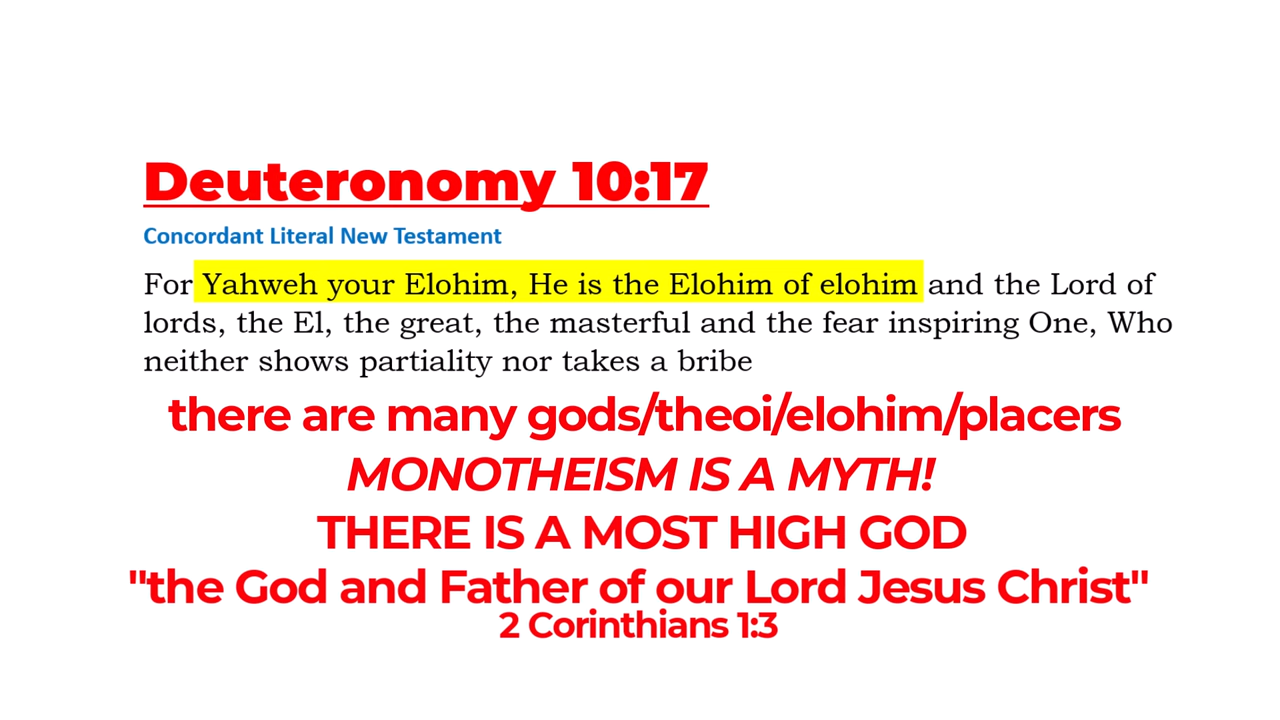 Deuteronomy 10:17
Concordant Literal New Testament
For Yahweh your Elohim, He is the Elohim of elohim and the Lord of
lords, the El, the great, the masterful and the fear inspiring One, Who
neither shows partiality nor takes a bribe
there are many gods/theoi/elohim/placers
MONOTHEISM IS A MYTH!
THERE IS A MOST HIGH GOD
"the God and Father of our Lord Jesus Christ"
2 Corinthians 1:3